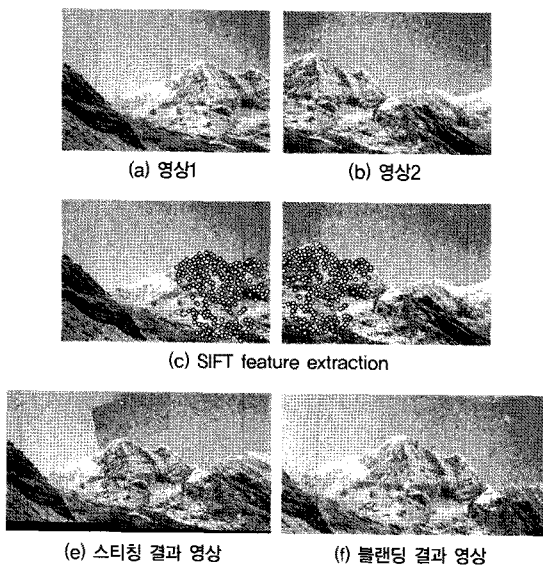 (a) 영상1
(b) 영상2
(c) SIFT feature extraction
(e) 스티칭 결과 영상
(f) 블랜딩 결과 영상